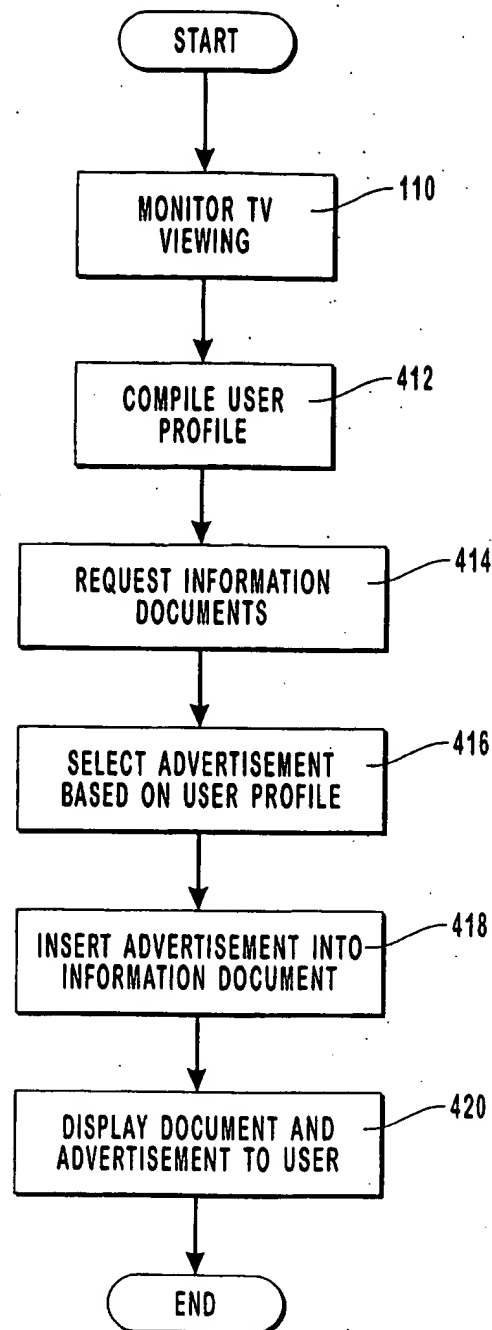 START
MONITOR TV
VIEWING
110
COMPILE USER
PROFILE
412
REQUEST INFORMATION
DOCUMENTS
414
SELECT ADVERTISEMENT
BASED ON USER PROFILE
416
INSERT ADVERTISEMENT INTO
INFORMATION DOCUMENT
418
DISPLAY DOCUMENT AND
ADVERTISEMENT TO USER
420
END